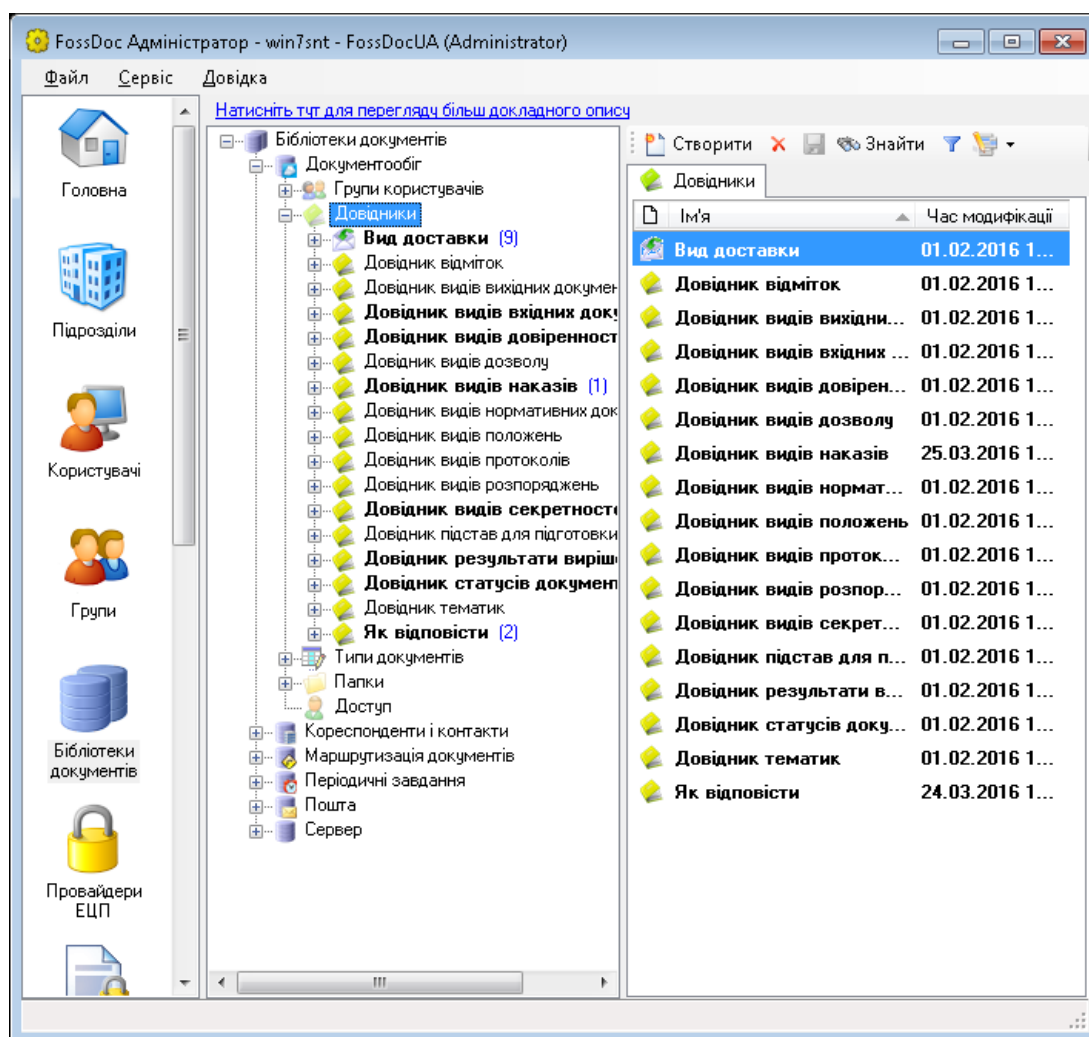 FossDoc Адміністратор - win7snt - FossDocUA (Administrator)
Файл Сервіс Довідка
Натисніть тут для перегляду більш докладного опису
Головна
Підрозділи
Користувачі
Групи
Бібліотеки
документів
Провайдери
ЕЦП
Бібліотеки документів
Документообіг
Групи користувачів
Довідники
Вид доставки (9)
Довідник відміток
Довідник видів вихідних докумен
Довідник видів вхідних доку
Довідник видів довіренност
Довідник видів дозволу
Довідник видів наказів (1)
Довідник видів нормативних док
Довідник видів положень
Довідник видів протоколів
Довідник видів розпоряджень
Довідник видів секретносте
Довідник підстав для підготовки
Довідник результати виріш
Довідник статусів документ
Довідник тематик
Як відповісти (2)
Типи документів
Папки
Доступ
Кореспонденти і контакти
Маршрутизація документів
Періодичні завдання
Пошта
Сервер
Створити Знайти
Довідники
Ім'я Час модифікації
Вид доставки 01.02.2016 1...
Довідник відміток 01.02.2016 1...
Довідник видів вихідни... 01.02.2016 1...
Довідник видів вхідних ... 01.02.2016 1...
Довідник видів довірен... 01.02.2016 1...
Довідник видів дозволу 01.02.2016 1...
Довідник видів наказів 25.03.2016 1...
Довідник видів нормат... 01.02.2016 1...
Довідник видів положень 01.02.2016 1...
Довідник видів проток... 01.02.2016 1...
Довідник видів розпор... 01.02.2016 1...
Довідник видів секрет... 01.02.2016 1...
Довідник підстав для п... 01.02.2016 1...
Довідник результати в... 01.02.2016 1...
Довідник статусів доку... 01.02.2016 1...
Довідник тематик 01.02.2016 1...
Як відповісти 24.03.2016 1...